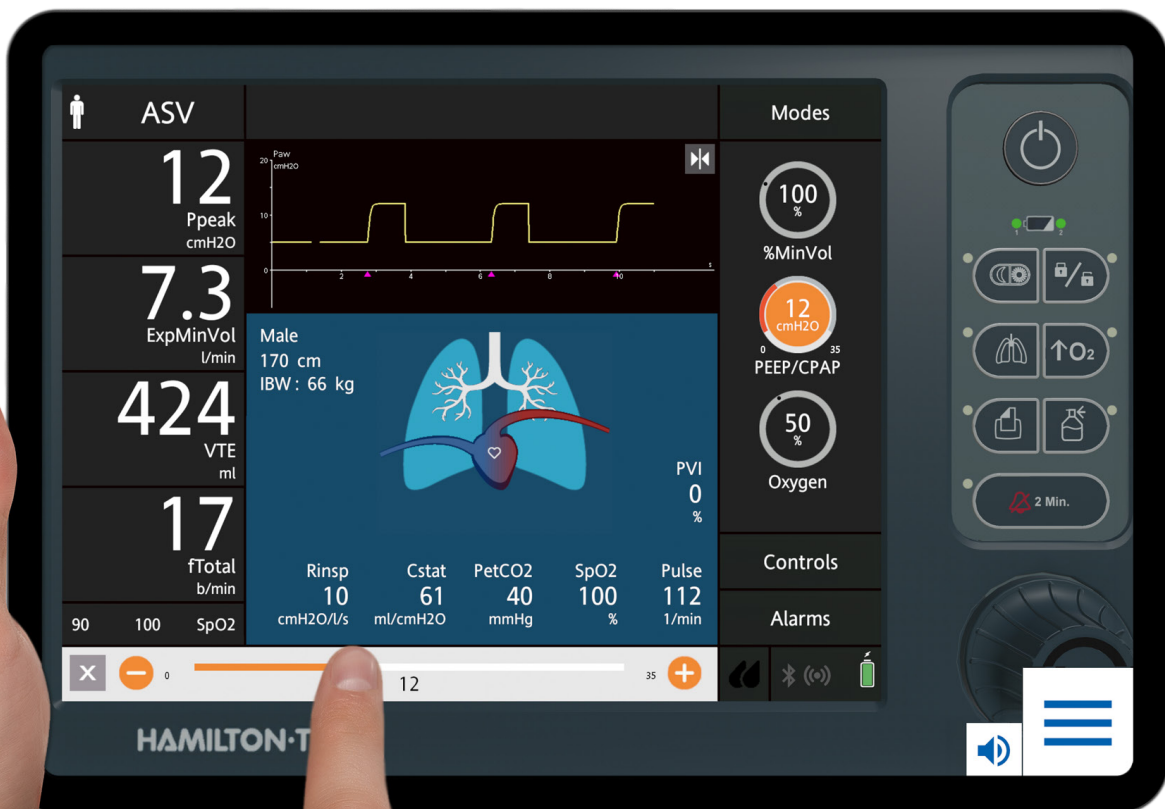 ASV
Modes
12
Ppeak
cmH2O
7.3
ExpMinVol
l/min
424
VTE
ml
17
fTotal
b/min
90 100 SpO2
Paw
20 cmH2O
10
0
2 4 6 8 10 s
Male
170 cm
IBW: 66 kg
PVI
0
%
Rinsp Cstat PetCO2 SpO2 Pulse
10 61 40 100 112
cmH2O/l/s ml/cmH2O mmHg % 1/min
100
%
%MinVol
12
cmH2O
0 35
PEEP/CPAP
50
%
Oxygen
Controls
Alarms
X 0 12 35
HAMILTON-T
1 2
O2
2 Min.